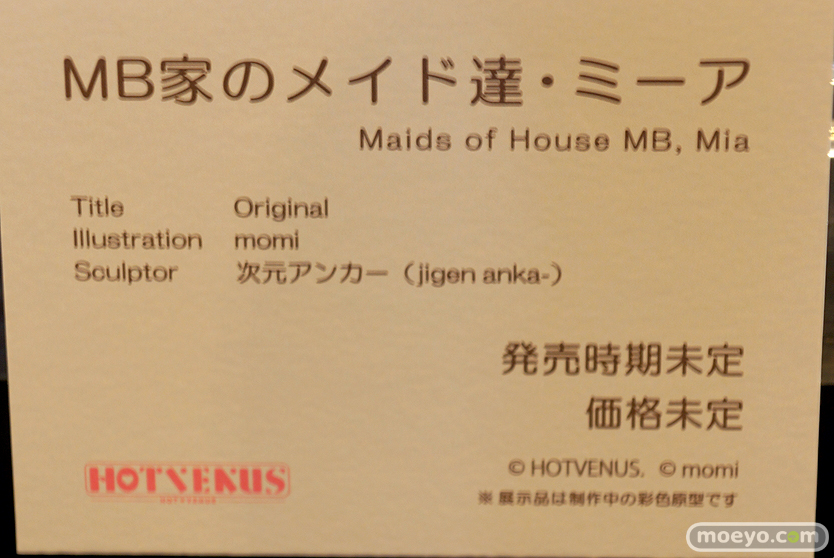 MB家のメイド達・ミーア
Maids of House MB, Mia
Title Original
Illustration momi
Sculptor 次元アンカー（jigen anka-）
発売時期未定
価格未定
HOTVENUS
© HOTVENUS. © momi
※展示品は制作中の彩色原型です
moeyo.com